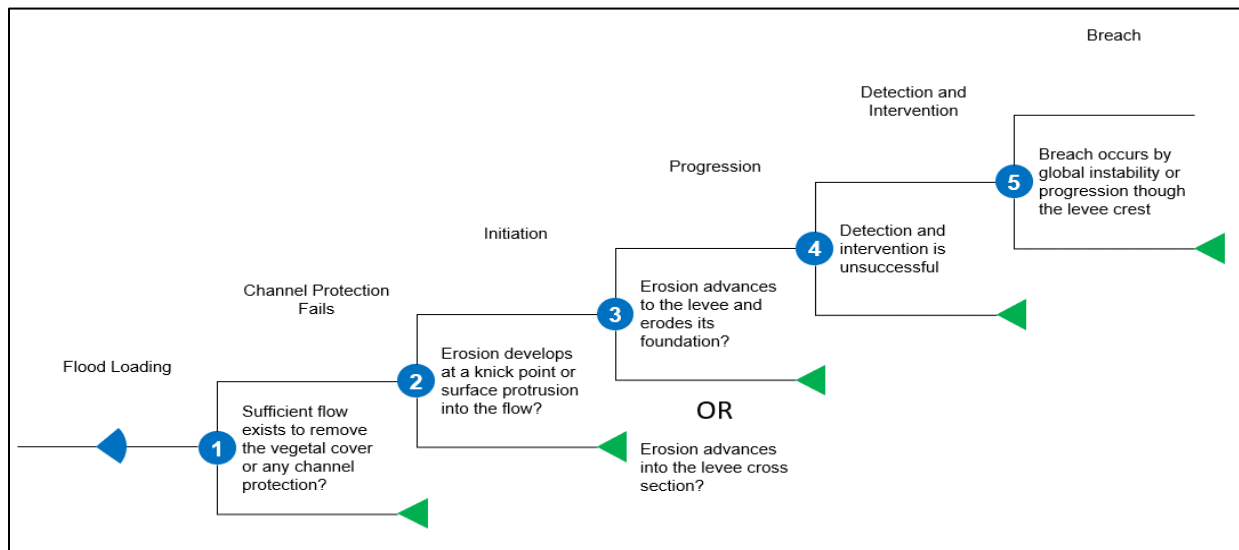 Breach
Detection and
Intervention
Progression
Initiation
Channel Protection
Fails
Flood Loading
1
Sufficient flow
exists to remove
the vegetal cover
or any channel
protection?
2
Erosion develops
at a knick point or
surface protrusion
into the flow?
3
Erosion advances
to the levee and
erodes its
foundation?
OR
Erosion advances
into the levee cross
section?
4
Detection and
intervention is
unsuccessful
5
Breach occurs by
global instability or
progression though
the levee crest